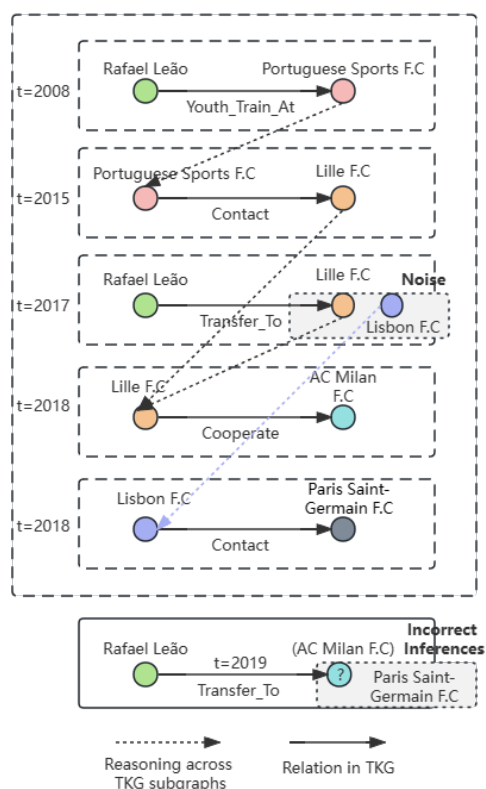 Rafael Leão
Portuguese Sports F.C
t=2008
Youth_Train_At
Portuguese Sports F.C
Lille F.C
t=2015
Contact
Rafael Leão
Lille F.C
Noise
t=2017
Transfer_To
Lisbon F.C
Lille F.C
AC Milan
F.C
t=2018
Cooperate
Lisbon F.C
Paris Saint-
Germain F.C
t=2018
Contact
Incorrect
Inferences
Rafael Leão
t=2019
(AC Milan F.C)
?
Transfer_To
Paris Saint-
Germain F.C
Reasoning across
TKG subgraphs
Relation in TKG